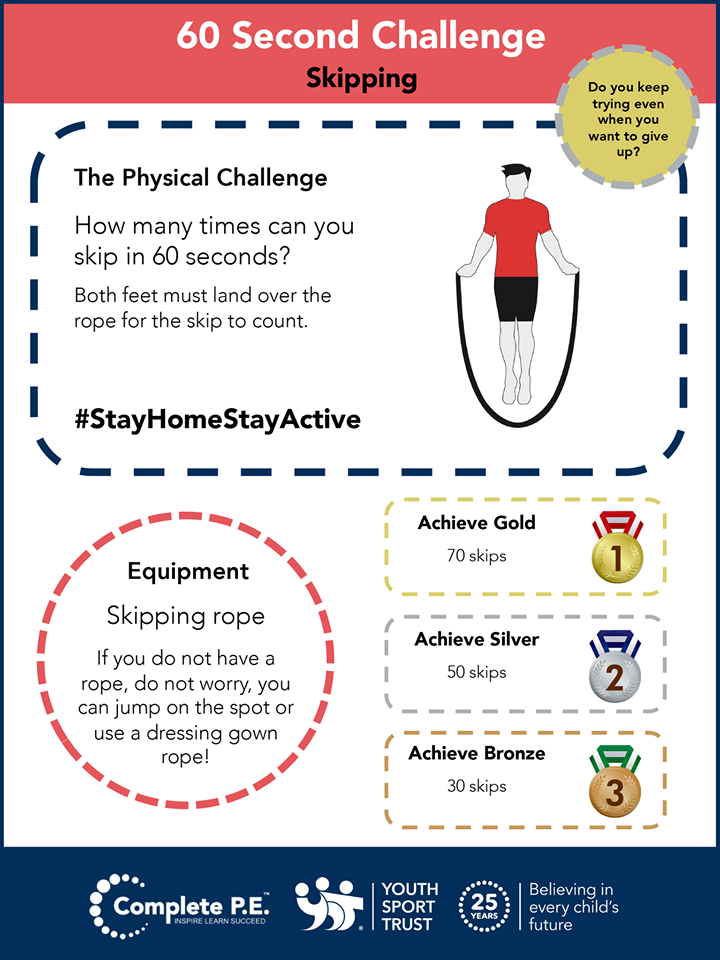 60 Second Challenge
Skipping
Do you keep
trying even
when you
want to give
up?
The Physical Challenge
How many times can you
skip in 60 seconds?
Both feet must land over the
rope for the skip to count.
#StayHomeStayActive
Equipment
Skipping rope
If you do not have a
rope, do not worry, you
can jump on the spot or
use a dressing gown
rope!
Achieve Gold
70 skips
1
Achieve Silver
50 skips
2
Achieve Bronze
30 skips
3
Complete P.E.™
INSPIRE LEARN SUCCEED
YOUTH
SPORT
TRUST
®
25
YEARS
Believing in
every child's
future